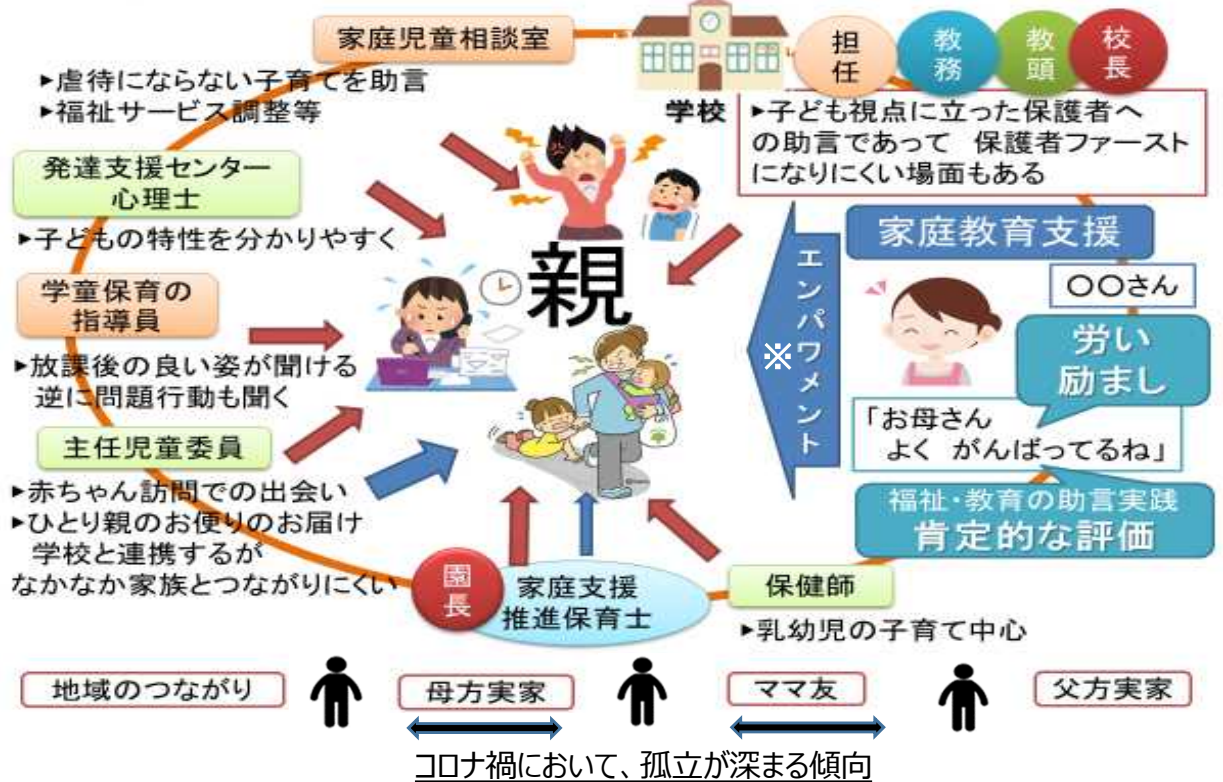 家庭児童相談室
▸虐待にならない子育てを助言
▸福祉サービス調整等
学校
担
任
教
務
教
頭
校
長
▸子ども視点に立った保護者へ
の助言であって 保護者ファースト
になりにくい場面もある
発達支援センター
心理士
▸子どもの特性を分かりやすく
学童保育の
指導員
▸放課後の良い姿が聞ける
逆に問題行動も聞く
主任児童委員
▸赤ちゃん訪問での出会い
▸ひとり親のお便りのお届け
学校と連携するが
なかなか家族とつながりにくい
親
エンパワメント
※
家庭教育支援
〇〇さん
労い
励まし
「お母さん
よく がんばってるね」
福祉・教育の助言実践
肯定的な評価
園
長
家庭支援
推進保育士
保健師
▸乳幼児の子育て中心
地域のつながり
母方実家
ママ友
父方実家
コロナ禍において、孤立が深まる傾向